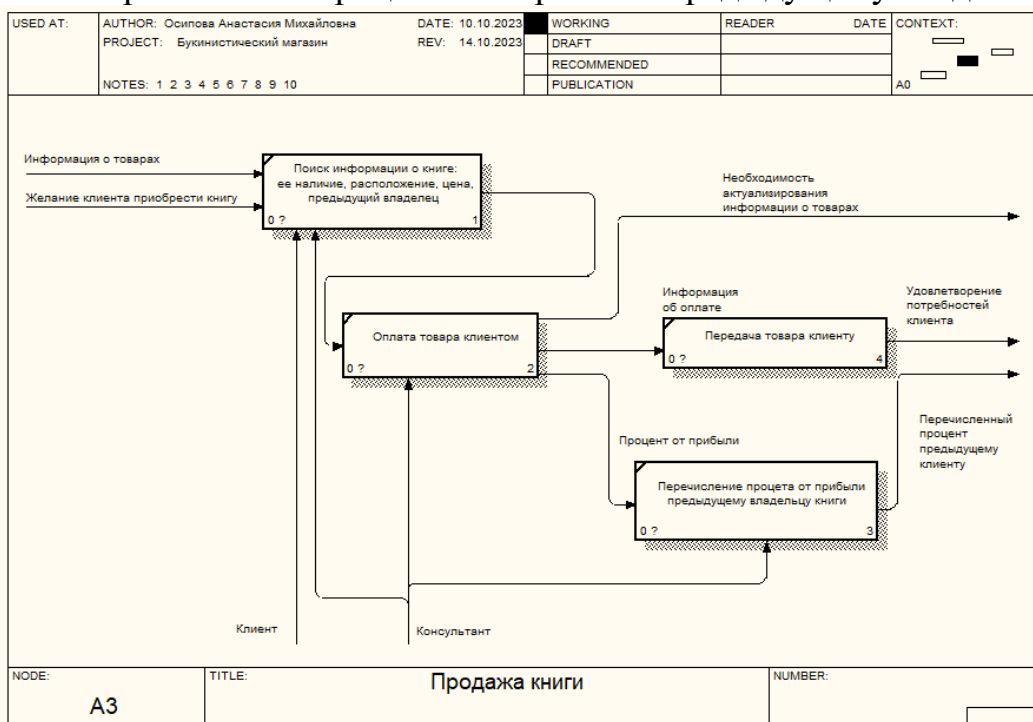 USED AT:
AUTHOR: Осипова Анастасия Михайловна
DATE: 10.10.2023
PROJECT: Букинистический магазин
REV: 14.10.2023
NOTES: 1 2 3 4 5 6 7 8 9 10
WORKING
DRAFT
RECOMMENDED
PUBLICATION
READER
DATE
CONTEXT:
A0
Информация о товарах
Желание клиента приобрести книгу
Поиск информации о книге:
ее наличие, расположение, цена,
предыдущий владелец
0 ?
1
Необходимость
актуализирования
информации о товарах
Оплата товара клиентом
0 ?
2
Информация
об оплате
Передача товара клиенту
0 ?
4
Удовлетворение
потребностей
клиента
Процент от прибыли
Перечисление процета от прибыли
предыдущему владельцу книги
0 ?
3
Перечисленный
процент
предыдущему
клиенту
Клиент
Консультант
NODE:
A3
TITLE:
Продажа книги
NUMBER: